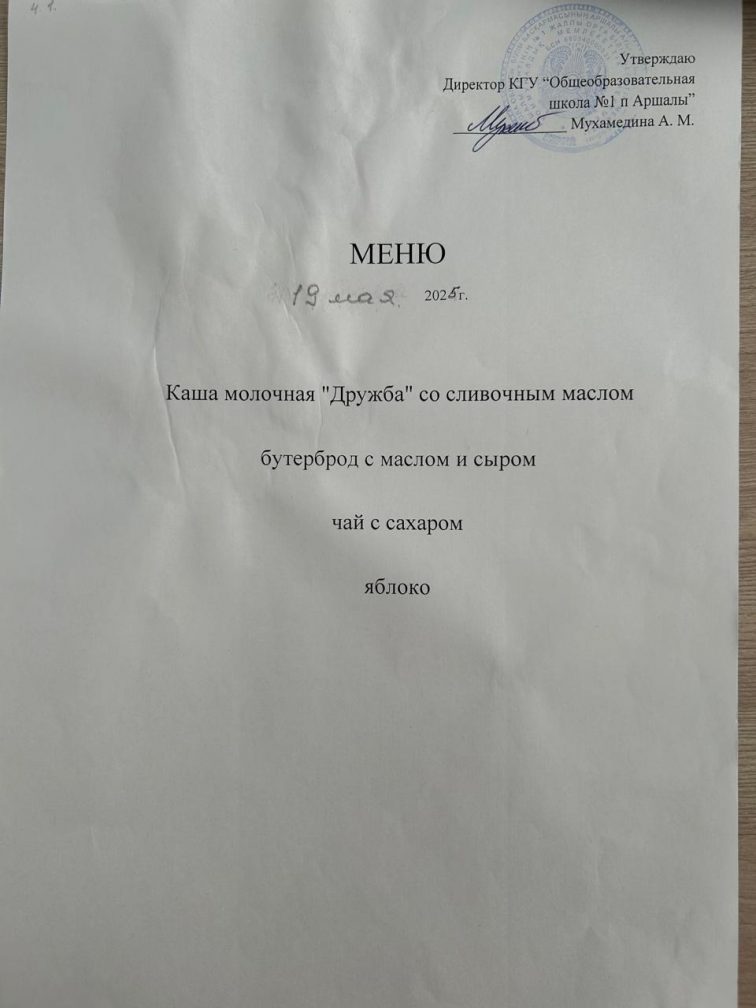 ч. 1.
Утверждаю
Директор КГУ “Общеобразовательная
школа №1 п Аршалы”
Мухамедина А. М.
МЕНЮ
19 мая 2025г.
Каша молочная "Дружба" со сливочным маслом
бутерброд с маслом и сыром
чай с сахаром
яблоко